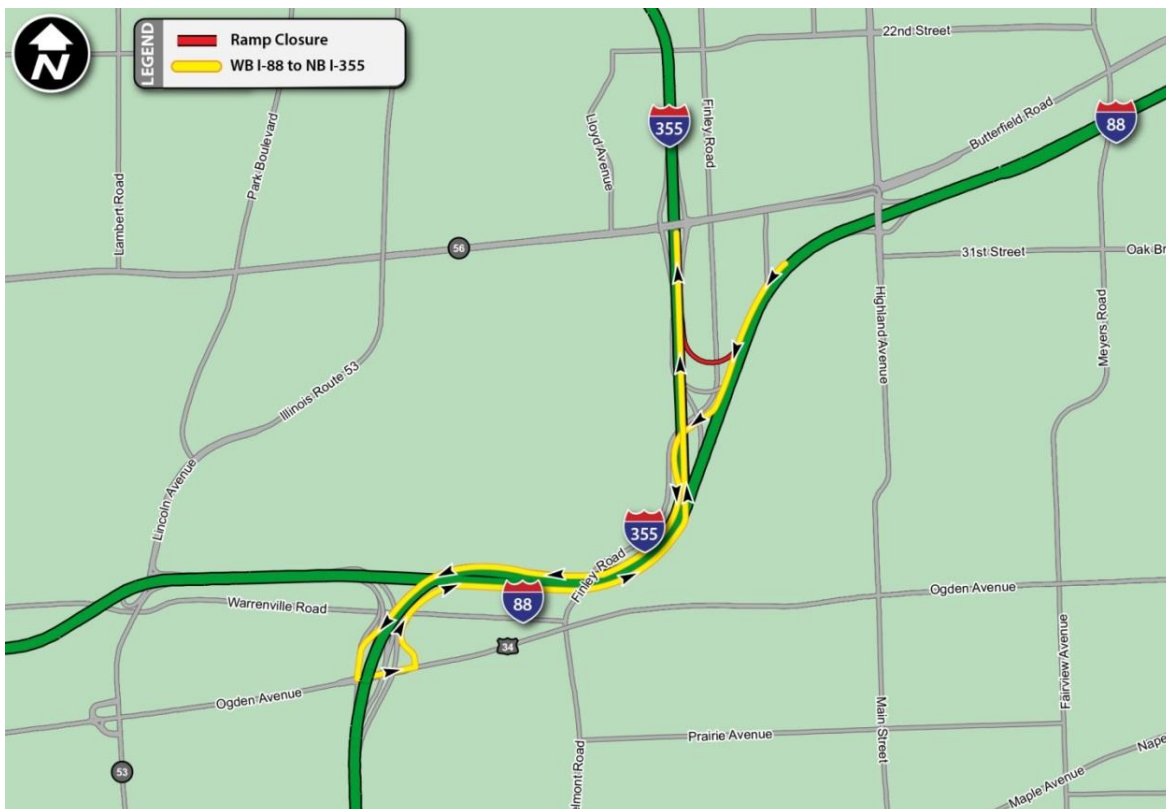 N
LEGEND
Ramp Closure
WB I-88 to NB I-355
22nd Street
Lambert Road
Park Boulevard
Lloyd Avenue
355
Finley Road
Butterfield Road
88
56
31st Street
Oak Br
Highland Avenue
Meyers Road
Illinois Route 53
Lincoln Avenue
355
Finley Road
88
Warrenville Road
Ogden Avenue
34
Ogden Avenue
Main Street
Fairview Avenue
Prairie Avenue
53
elmont Road
Maple Avenue
Nape